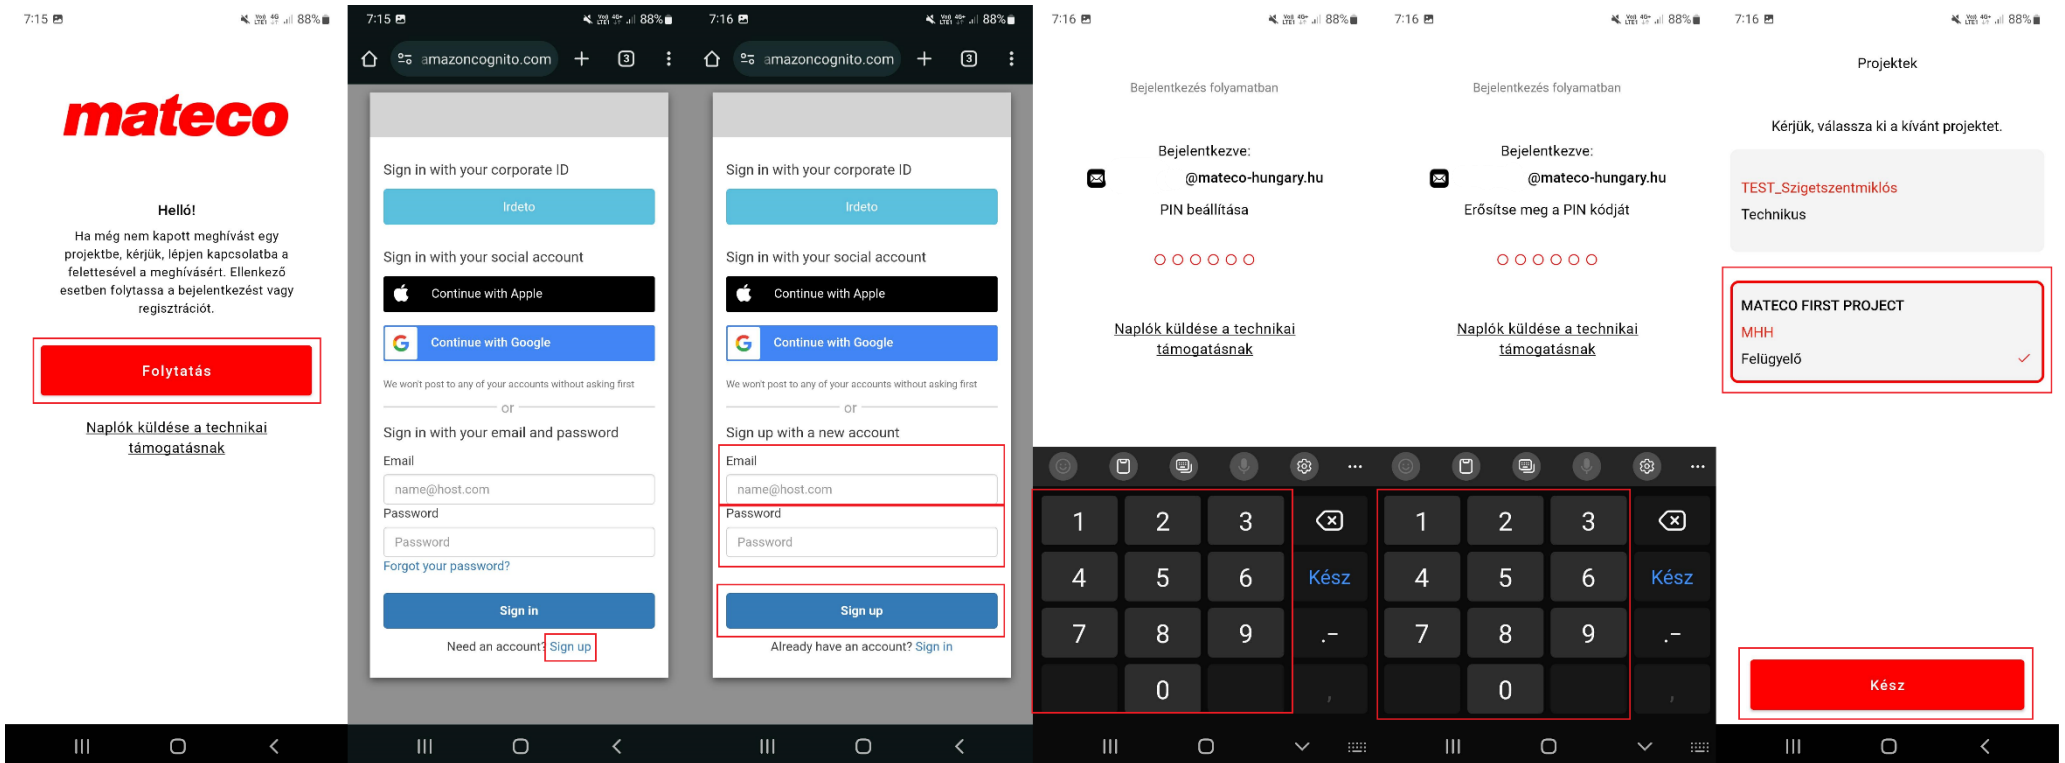 7:15
88%
mateco
Helló!
Ha még nem kapott meghívást egy
projektbe, kérjük, lépjen kapcsolatba a
felettesével a meghívásért. Ellenkező
esetben folytassa a bejelentkezést vagy
regisztrációt.
Folytatás
Naplók küldése a technikai
támogatásnak
7:15
88%
amazoncognito.com
3
Sign in with your corporate ID
Irdeto
Sign in with your social account
Continue with Apple
Continue with Google
We won't post to any of your accounts without asking first
or
Sign in with your email and password
Email
name@host.com
Password
Password
Forgot your password?
Sign in
Need an account? Sign up
7:16
88%
amazoncognito.com
3
Sign in with your corporate ID
Irdeto
Sign in with your social account
Continue with Apple
Continue with Google
We won't post to any of your accounts without asking first
or
Sign up with a new account
Email
name@host.com
Password
Password
Sign up
Already have an account? Sign in
7:16
88%
Bejelentkezés folyamatban
Bejelentkezve:
@mateco-hungary.hu
PIN beállítása
Naplók küldése a technikai
támogatásnak
1 2 3
4 5 6 Kész
7 8 9 .-
0 ,
7:16
88%
Bejelentkezés folyamatban
Bejelentkezve:
@mateco-hungary.hu
Erősítse meg a PIN kódját
Naplók küldése a technikai
támogatásnak
1 2 3
4 5 6 Kész
7 8 9 .-
0 ,
7:16
88%
Projektek
Kérjük, válassza ki a kívánt projektet.
TEST_Szigetszentmiklós
Technikus
MATECO FIRST PROJECT
MHH
Felügyelő
Kész